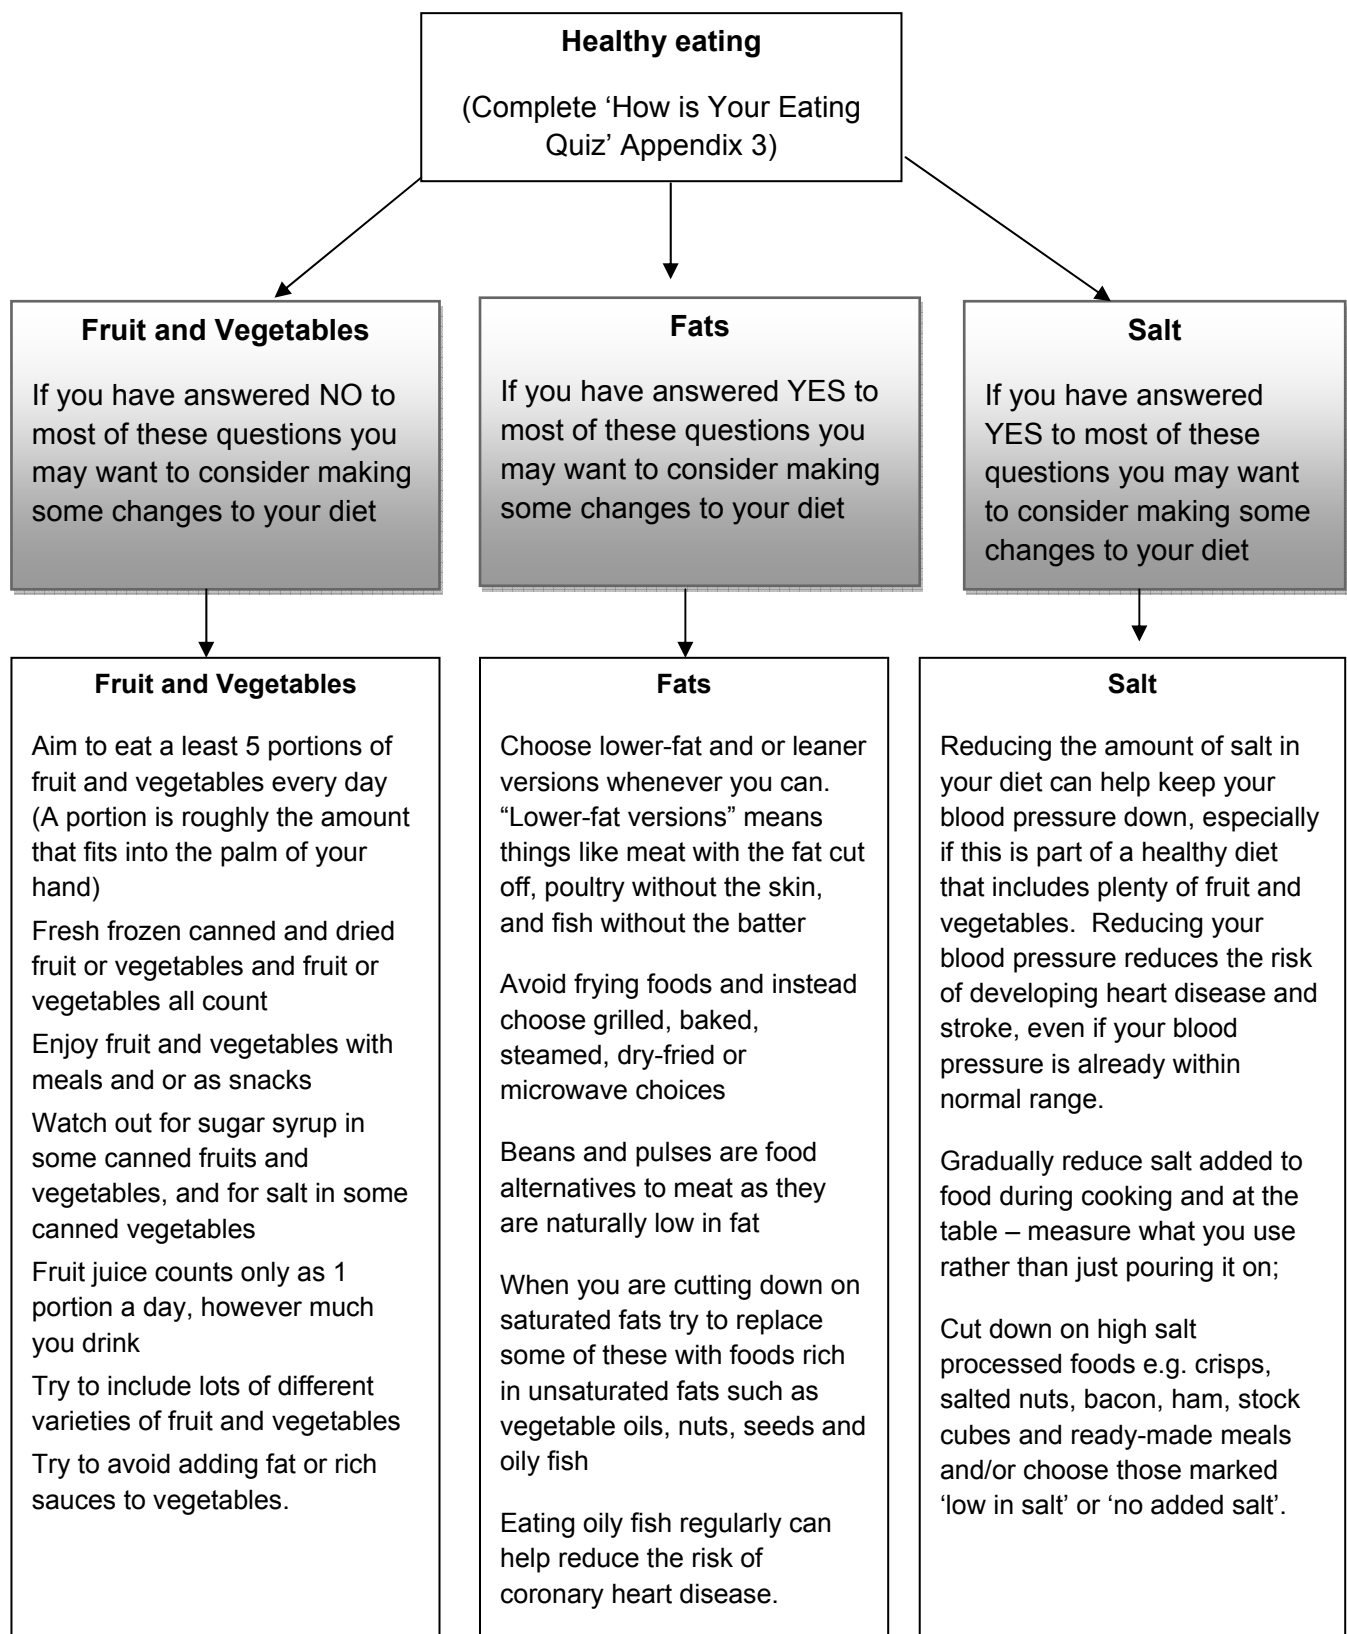 Healthy eating
(Complete ‘How is Your Eating
Quiz’ Appendix 3)
Fruit and Vegetables
If you have answered NO to
most of these questions you
may want to consider making
some changes to your diet
Fats
If you have answered YES to
most of these questions you
may want to consider making
some changes to your diet
Salt
If you have answered
YES to most of these
questions you may want
to consider making some
changes to your diet
Fruit and Vegetables
Aim to eat a least 5 portions of
fruit and vegetables every day
(A portion is roughly the amount
that fits into the palm of your
hand)
Fresh frozen canned and dried
fruit or vegetables and fruit or
vegetables all count
Enjoy fruit and vegetables with
meals and or as snacks
Watch out for sugar syrup in
some canned fruits and
vegetables, and for salt in some
canned vegetables
Fruit juice counts only as 1
portion a day, however much
you drink
Try to include lots of different
varieties of fruit and vegetables
Try to avoid adding fat or rich
sauces to vegetables.
Fats
Choose lower-fat and or leaner
versions whenever you can.
“Lower-fat versions” means
things like meat with the fat cut
off, poultry without the skin,
and fish without the batter
Avoid frying foods and instead
choose grilled, baked,
steamed, dry-fried or
microwave choices
Beans and pulses are food
alternatives to meat as they
are naturally low in fat
When you are cutting down on
saturated fats try to replace
some of these with foods rich
in unsaturated fats such as
vegetable oils, nuts, seeds and
oily fish
Eating oily fish regularly can
help reduce the risk of
coronary heart disease.
Salt
Reducing the amount of salt in
your diet can help keep your
blood pressure down, especially
if this is part of a healthy diet
that includes plenty of fruit and
vegetables.  Reducing your
blood pressure reduces the risk
of developing heart disease and
stroke, even if your blood
pressure is already within
normal range.
Gradually reduce salt added to
food during cooking and at the
table – measure what you use
rather than just pouring it on;
Cut down on high salt
processed foods e.g. crisps,
salted nuts, bacon, ham, stock
cubes and ready-made meals
and/or choose those marked
‘low in salt’ or ‘no added salt’.